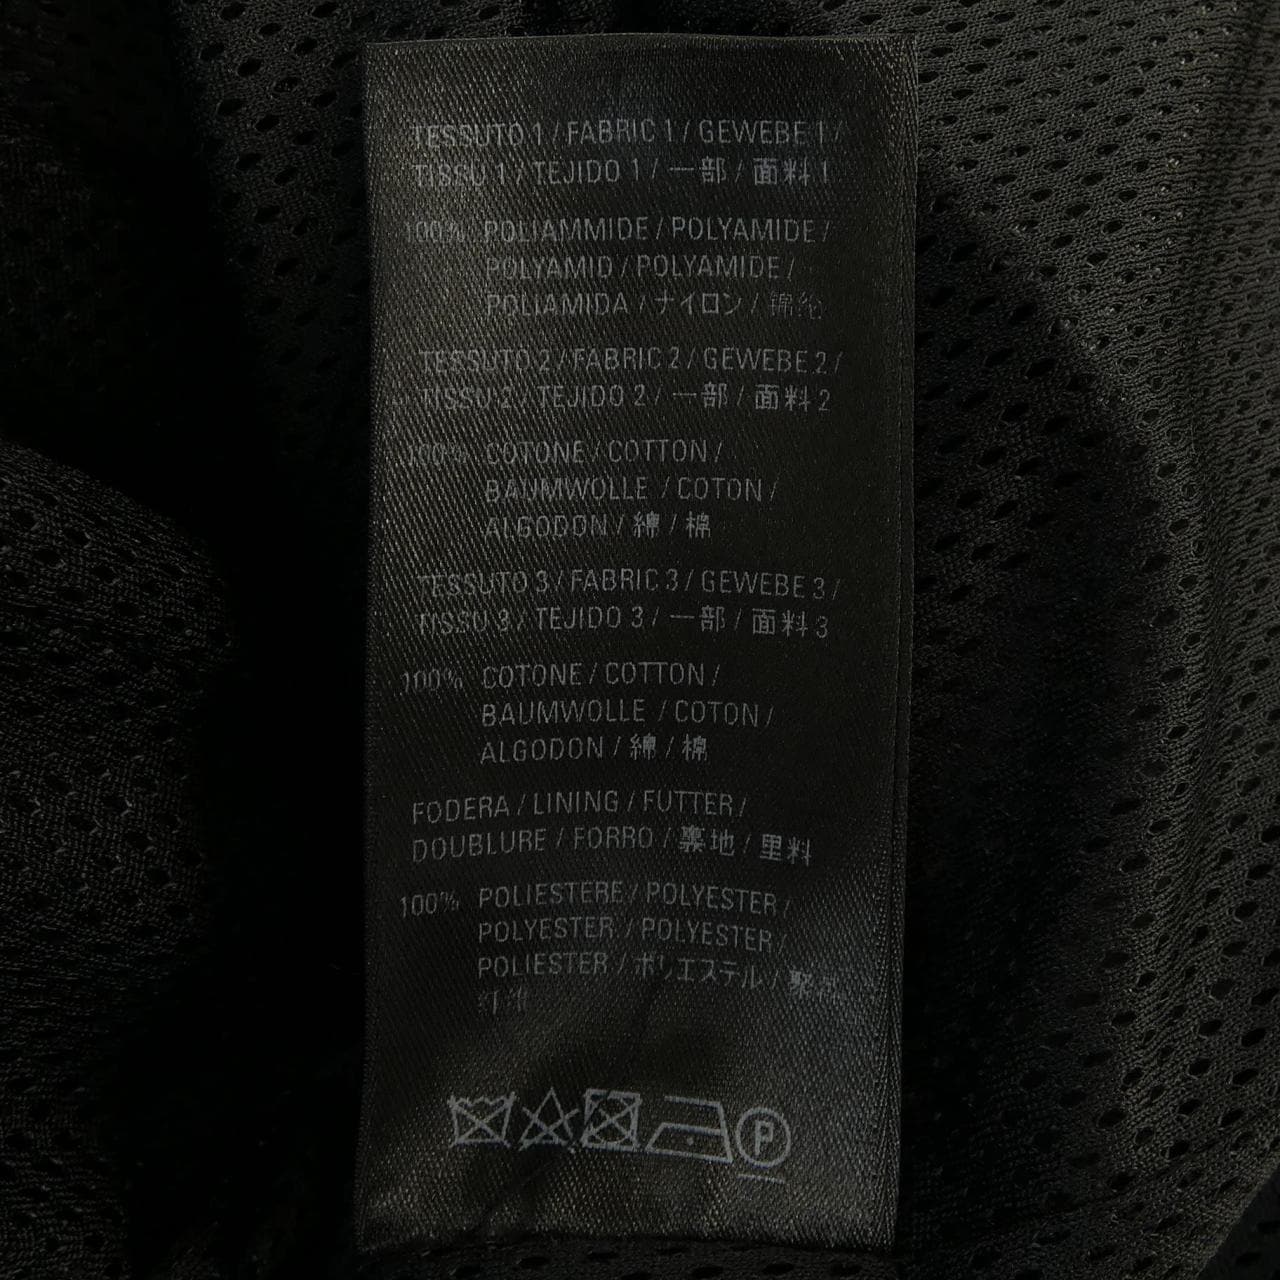 TESSUTO 1 / FABRIC 1 / GEWEBE 1 /
TISSU 1 / TEJIDO 1 / 一部 / 面料 1
100% POLIAMMIDE / POLYAMIDE /
POLYAMID / POLYAMIDE /
POLIAMIDA / ナイロン / 錦纶
TESSUTO 2 / FABRIC 2 / GEWEBE 2 /
TISSU 2 / TEJIDO 2 / 一部 / 面料 2
100% COTONE / COTTON /
BAUMWOLLE / COTON /
ALGODON / 綿 / 棉
TESSUTO 3 / FABRIC 3 / GEWEBE 3 /
TISSU 3 / TEJIDO 3 / 一部 / 面料 3
100% COTONE / COTTON /
BAUMWOLLE / COTON /
ALGODON / 綿 / 棉
FODERA / LINING / FUTTER /
DOUBLURE / FORRO / 裏地 / 里料
100% POLIESTERE / POLYESTER /
POLYESTER / POLYESTER /
POLIESTER / ポリエステル /
P